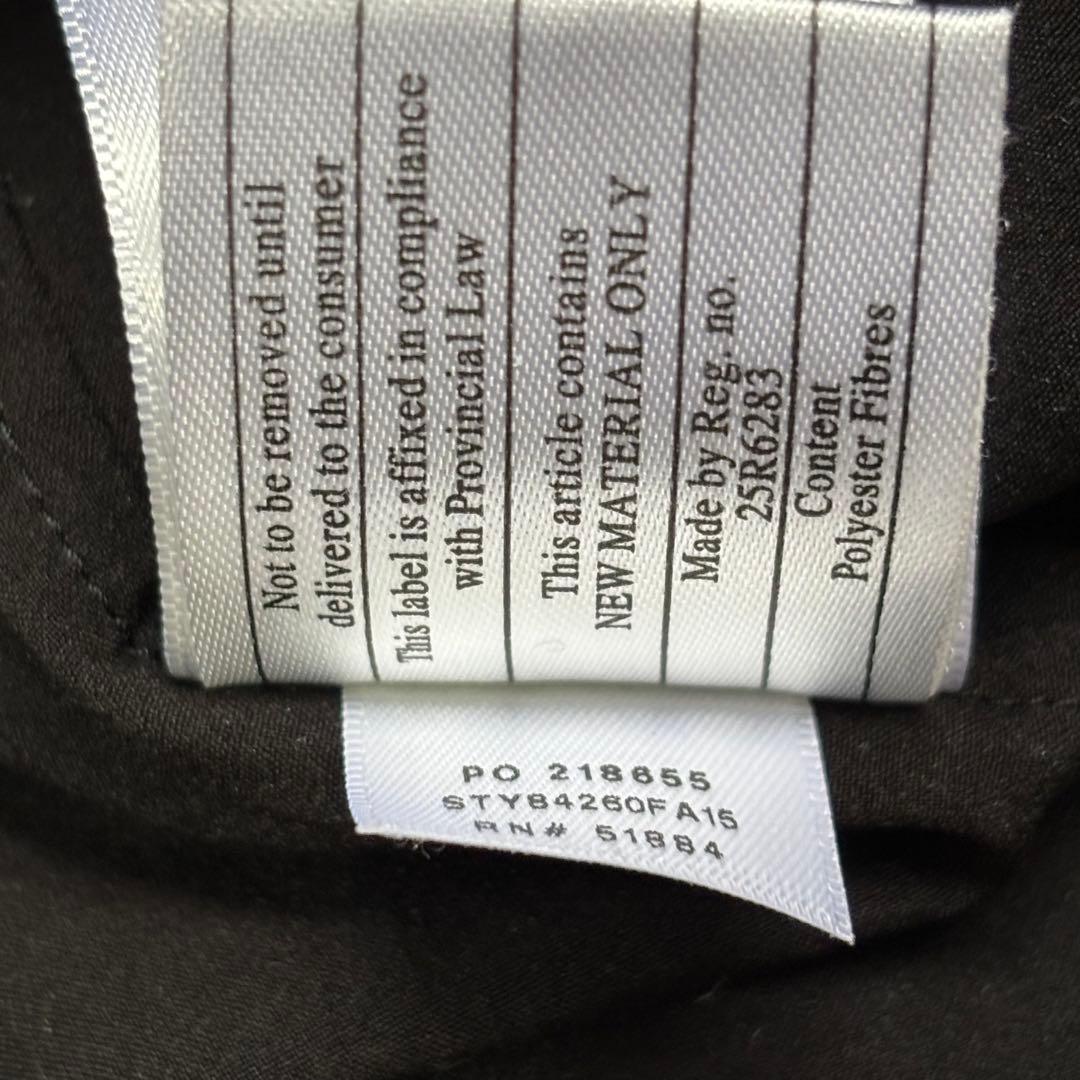 Not to be removed until
delivered to the consumer
This label is affixed in compliance
with Provincial Law
This article contains
NEW MATERIAL ONLY
Made by Reg. no.
25R6283
Content
Polyester Fibres
PO 218655
STY84260FA15
RN# 51884